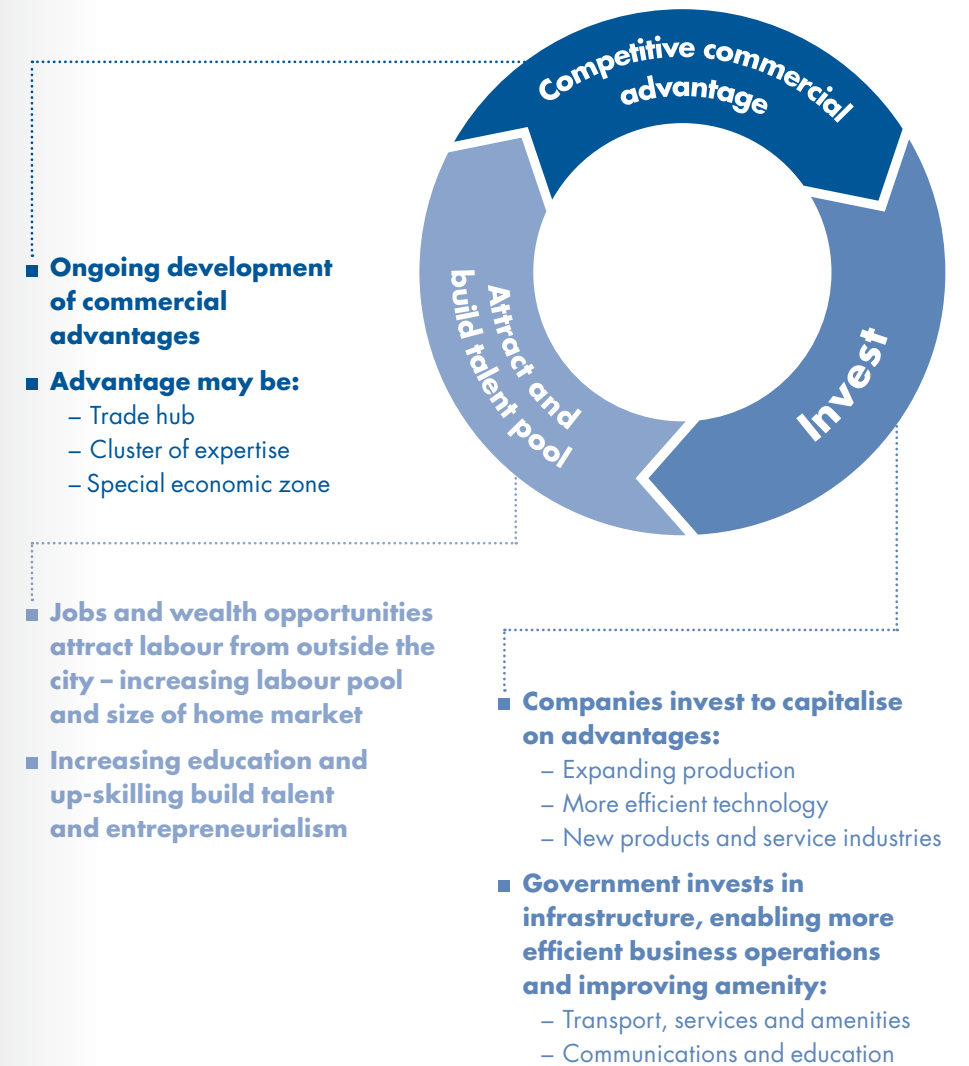 Competitive commercial
advantage
Invest
Attract and
build talent pool
■ Ongoing development
of commercial
advantages
■ Advantage may be:
– Trade hub
– Cluster of expertise
– Special economic zone
■ Jobs and wealth opportunities
attract labour from outside the
city – increasing labour pool
and size of home market
■ Increasing education and
up-skilling build talent
and entrepreneurialism
■ Companies invest to capitalise
on advantages:
– Expanding production
– More efficient technology
– New products and service industries
■ Government invests in
infrastructure, enabling more
efficient business operations
and improving amenity:
– Transport, services and amenities
– Communications and education